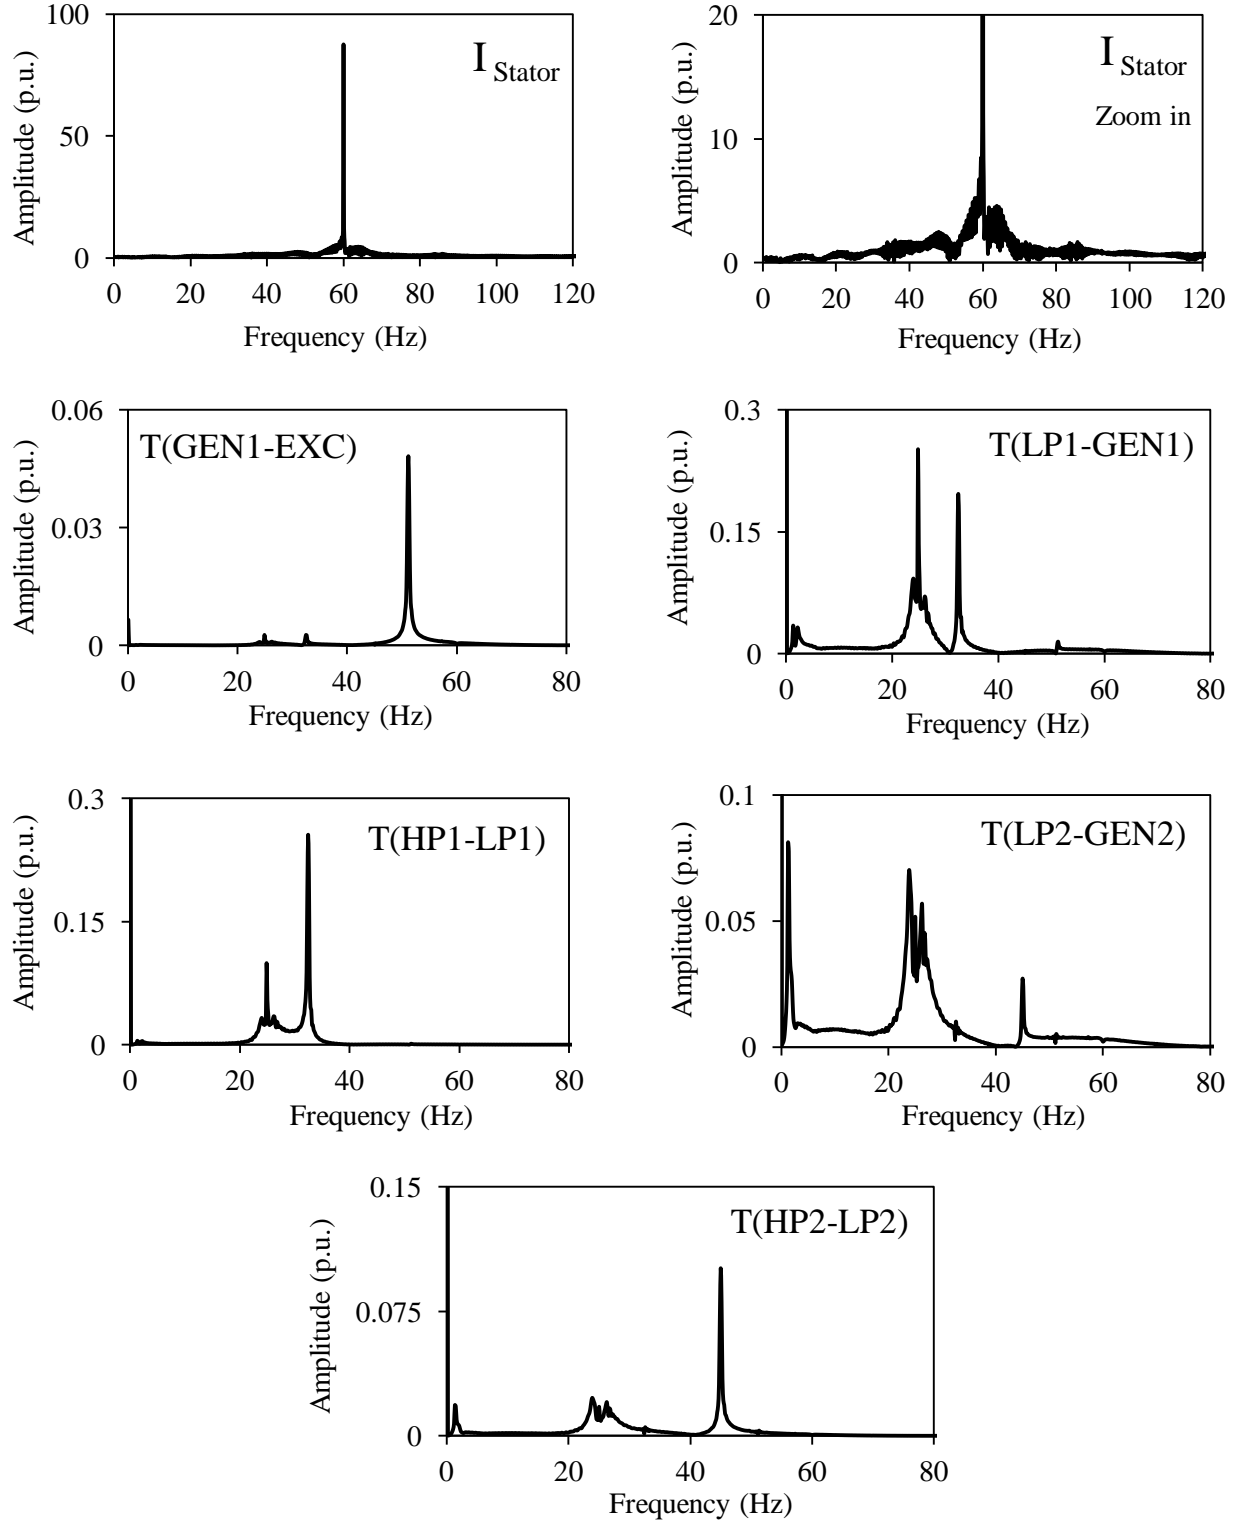 100
50
0
Amplitude (p.u.)
I Stator
0 20 40 60 80 100 120
Frequency (Hz)
20
10
0
Amplitude (p.u.)
I Stator
Zoom in
0 20 40 60 80 100 120
Frequency (Hz)
0.06
0.03
0
Amplitude (p.u.)
T(GEN1-EXC)
0 20 40 60 80
Frequency (Hz)
0.3
0.15
0
Amplitude (p.u.)
T(LP1-GEN1)
0 20 40 60 80
Frequency (Hz)
0.3
0.15
0
Amplitude (p.u.)
T(HP1-LP1)
0 20 40 60 80
Frequency (Hz)
0.1
0.05
0
Amplitude (p.u.)
T(LP2-GEN2)
0 20 40 60 80
Frequency (Hz)
0.15
0.075
0
Amplitude (p.u.)
T(HP2-LP2)
0 20 40 60 80
Frequency (Hz)